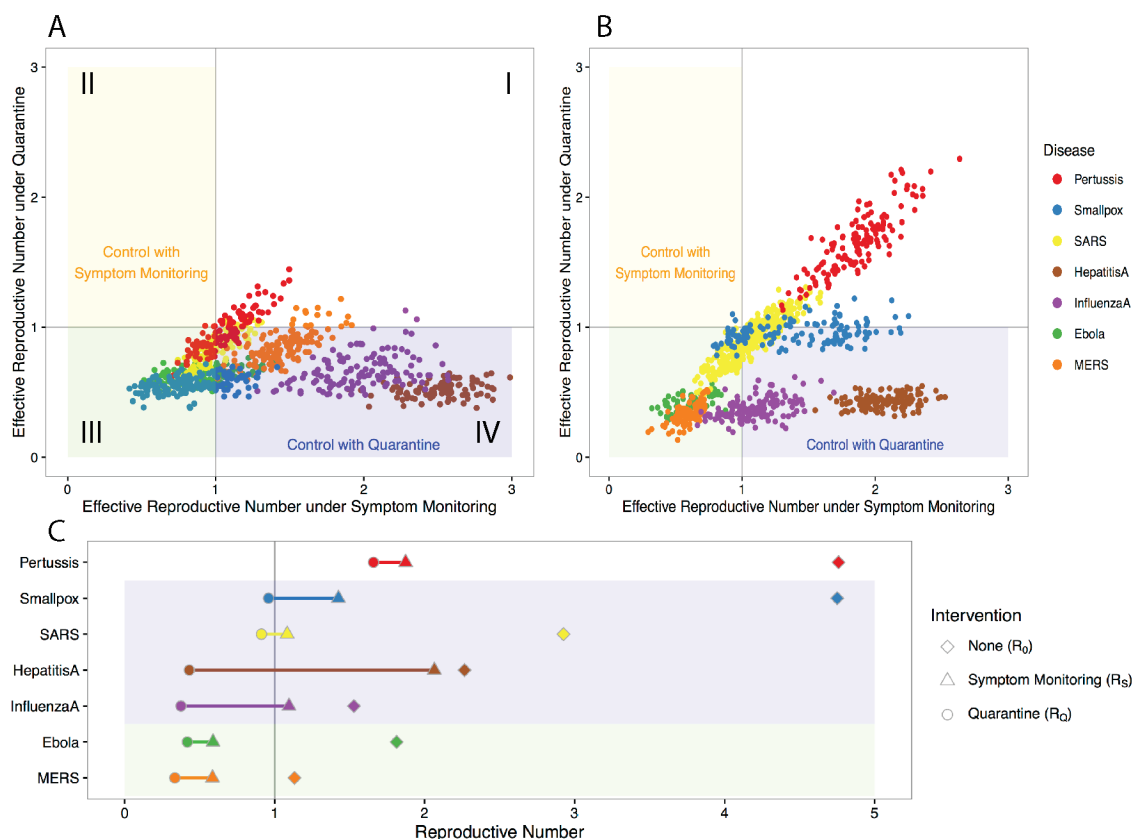 A
B
3
2
1
0
Effective Reproductive Number under Quarantine
II
I
III
IV
Control with
Symptom Monitoring
Control with Quarantine
0
1
2
3
Effective Reproductive Number under Symptom Monitoring
3
2
1
0
Effective Reproductive Number under Quarantine
Control with
Symptom Monitoring
Control with Quarantine
0
1
2
3
Effective Reproductive Number under Symptom Monitoring
Disease
Pertussis
Smallpox
SARS
HepatitisA
InfluenzaA
Ebola
MERS
C
Pertussis
Smallpox
SARS
HepatitisA
InfluenzaA
Ebola
MERS
0
1
2
3
4
5
Reproductive Number
Intervention
None (R0)
Symptom Monitoring (RS)
Quarantine (RQ)